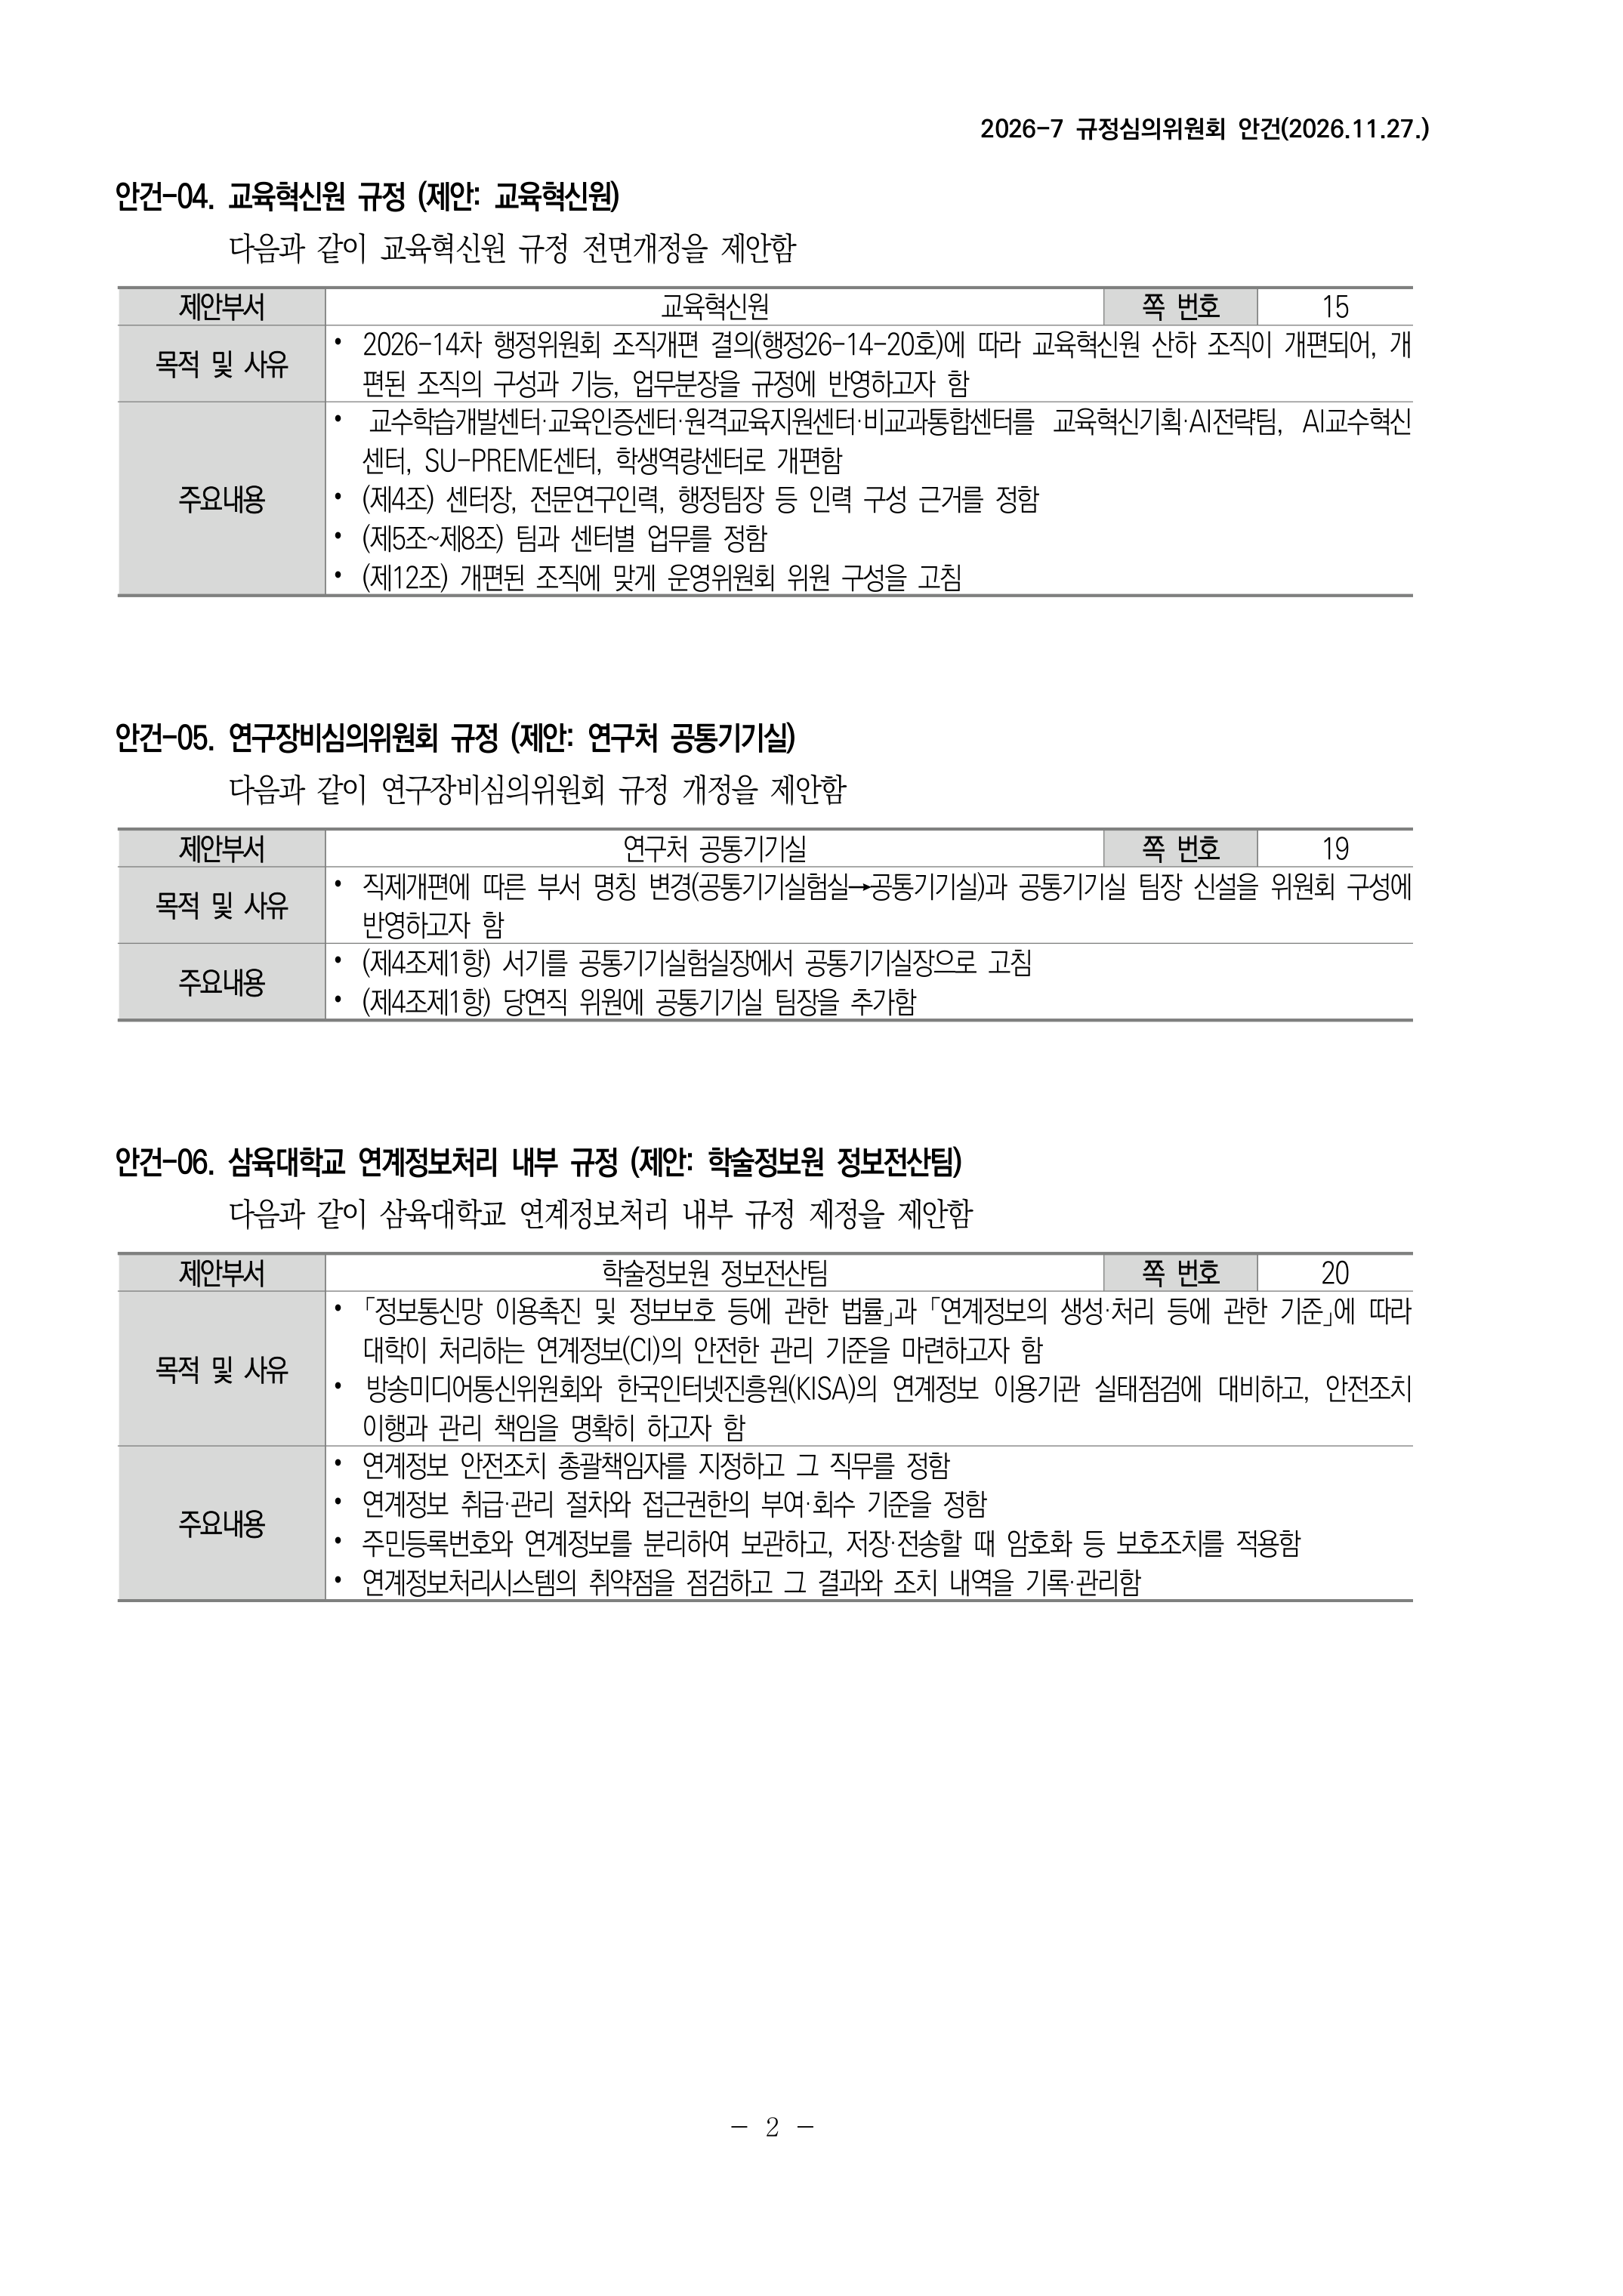 2026-7 규정심의위원회 안건(2026.11.27.)
안건-04. 교육혁신원 규정 (제안: 교육혁신원)
다음과 같이 교육혁신원 규정 전면개정을 제안함
제안부서 교육혁신원 쪽 번호 15
목적 및 사유
• 2026-14차 행정위원회 조직개편 결의(행정26-14-20호)에 따라 교육혁신원 산하 조직이 개편되어, 개
편된 조직의 구성과 기능, 업무분장을 규정에 반영하고자 함
주요내용
• 교수학습개발센터·교육인증센터·원격교육지원센터·비교과통합센터를 교육혁신기획·AI전략팀, AI교수혁신
센터, SU-PREME센터, 학생역량센터로 개편함
• (제4조) 센터장, 전문연구인력, 행정팀장 등 인력 구성 근거를 정함
• (제5조~제8조) 팀과 센터별 업무를 정함
• (제12조) 개편된 조직에 맞게 운영위원회 위원 구성을 고침
안건-05. 연구장비심의위원회 규정 (제안: 연구처 공통기기실)
다음과 같이 연구장비심의위원회 규정 개정을 제안함
제안부서 연구처 공통기기실 쪽 번호 19
목적 및 사유
• 직제개편에 따른 부서 명칭 변경(공통기기실험실→공통기기실)과 공통기기실 팀장 신설을 위원회 구성에
반영하고자 함
주요내용
• (제4조제1항) 서기를 공통기기실험실장에서 공통기기실장으로 고침
• (제4조제1항) 당연직 위원에 공통기기실 팀장을 추가함
안건-06. 삼육대학교 연계정보처리 내부 규정 (제안: 학술정보원 정보전산팀)
다음과 같이 삼육대학교 연계정보처리 내부 규정 제정을 제안함
제안부서 학술정보원 정보전산팀 쪽 번호 20
목적 및 사유
• 「정보통신망 이용촉진 및 정보보호 등에 관한 법률」과 「연계정보의 생성·처리 등에 관한 기준」에 따라
대학이 처리하는 연계정보(CI)의 안전한 관리 기준을 마련하고자 함
• 방송미디어통신위원회와 한국인터넷진흥원(KISA)의 연계정보 이용기관 실태점검에 대비하고, 안전조치
이행과 관리 책임을 명확히 하고자 함
주요내용
• 연계정보 안전조치 총괄책임자를 지정하고 그 직무를 정함
• 연계정보 취급·관리 절차와 접근권한의 부여·회수 기준을 정함
• 주민등록번호와 연계정보를 분리하여 보관하고, 저장·전송할 때 암호화 등 보호조치를 적용함
• 연계정보처리시스템의 취약점을 점검하고 그 결과와 조치 내역을 기록·관리함
- 2 -